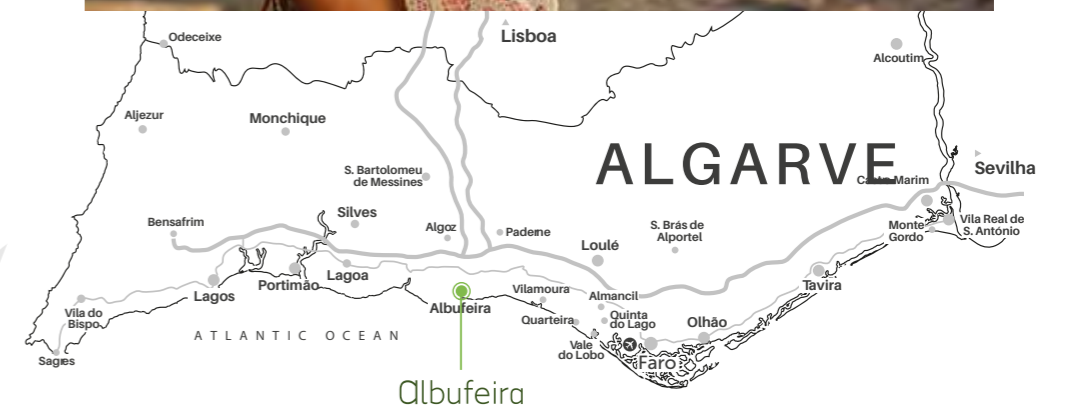 Odeceixe
Lisboa
Alcoutim
Aljezur
Monchique
ALGARVE
Sevilha
S. Bartolomeu
de Messines
Castro Marim
Bensafrim
Silves
Algoz
Paderne
S. Brás de
Alportel
Loulé
Monte
Gordo
Vila Real de
S. António
Lagos
Portimão
Lagoa
Albufeira
Vilamoura
Almancil
Tavira
Vila do
Bispo
Quarteira
Quinta
do Lago
Olhão
ATLANTIC OCEAN
Vale
do Lobo
Sagres
Faro
albufeira